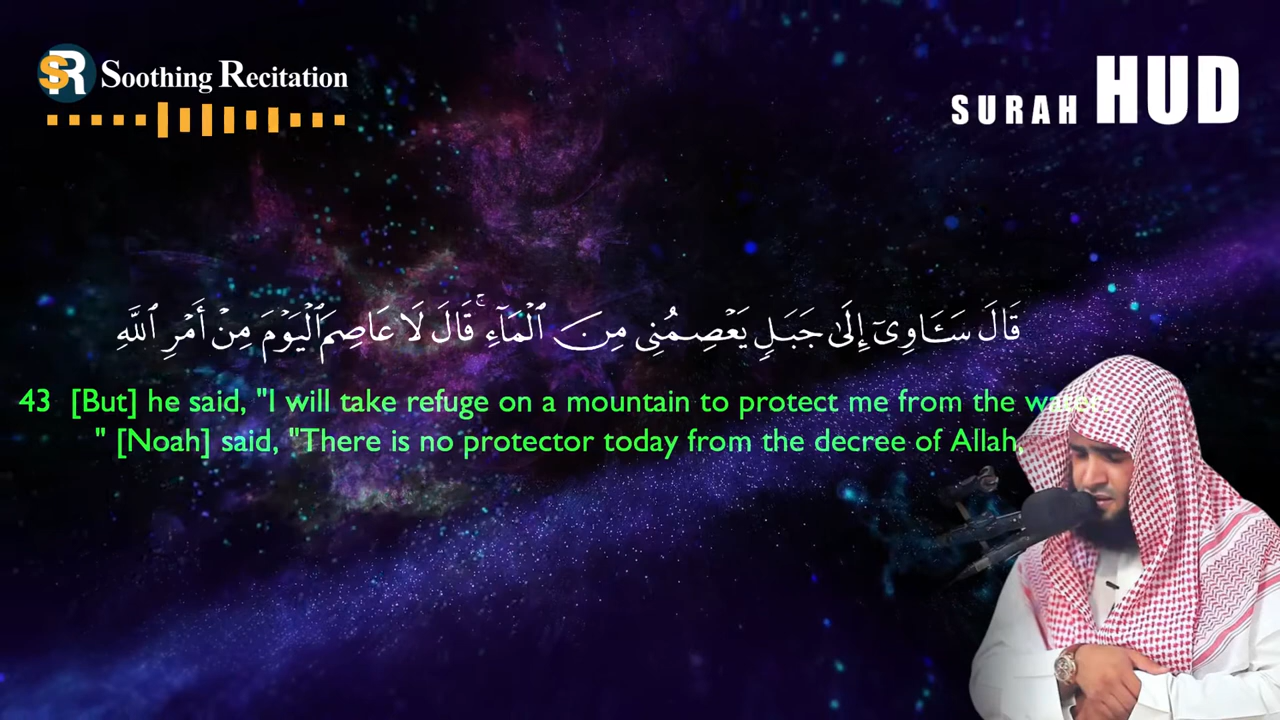 SR Soothing Recitation
SURAH HUD
قَالَ سَـَٔاوِىٓ إِلَىٰ جَبَلٍ يَعْصِمُنِى مِنَ ٱلْمَآءِ ۚ قَالَ لَا عَاصِمَ ٱلْيَوْمَ مِنْ أَمْرِ ٱللَّهِ
43 [But] he said, "I will take refuge on a mountain to protect me from the water
" [Noah] said, "There is no protector today from the decree of Allah,